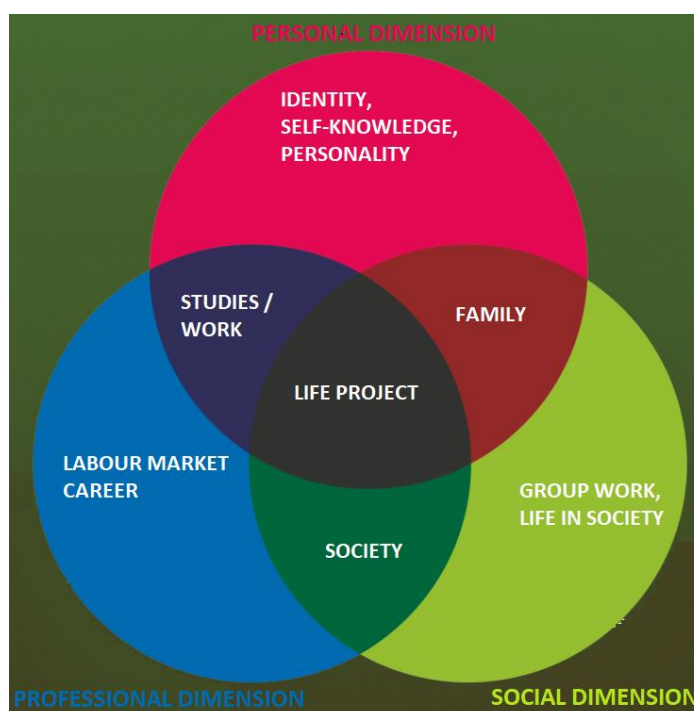 PERSONAL DIMENSION
IDENTITY,
SELF-KNOWLEDGE,
PERSONALITY
STUDIES /
WORK
FAMILY
LIFE PROJECT
LABOUR MARKET
CAREER
GROUP WORK,
LIFE IN SOCIETY
SOCIETY
PROFESSIONAL DIMENSION
SOCIAL DIMENSION